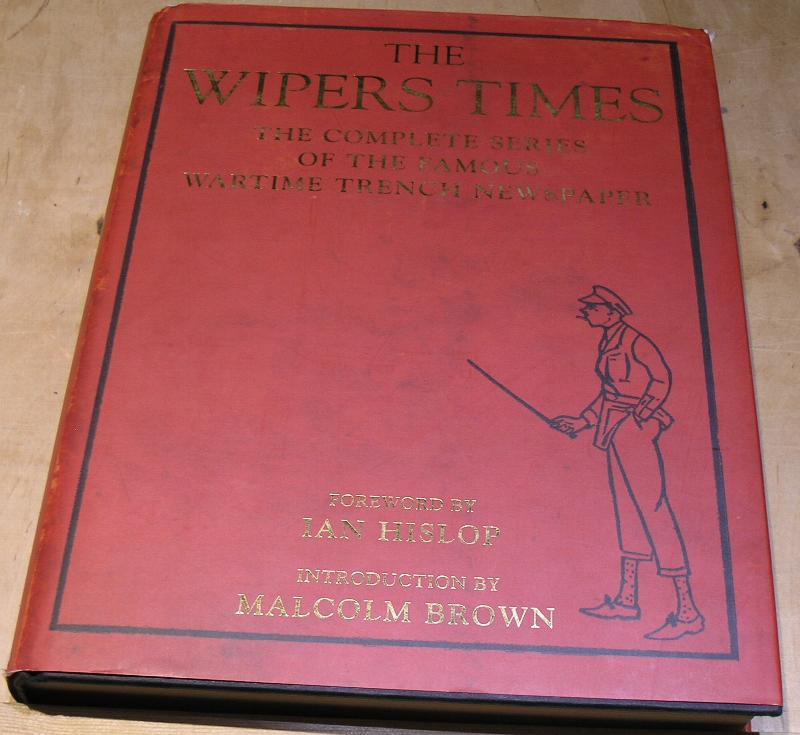 THE
WIPERS TIMES
THE COMPLETE SERIES
OF THE FAMOUS
WARTIME TRENCH NEWSPAPER
FOREWORD BY
IAN HISLOP
INTRODUCTION BY
MALCOLM BROWN